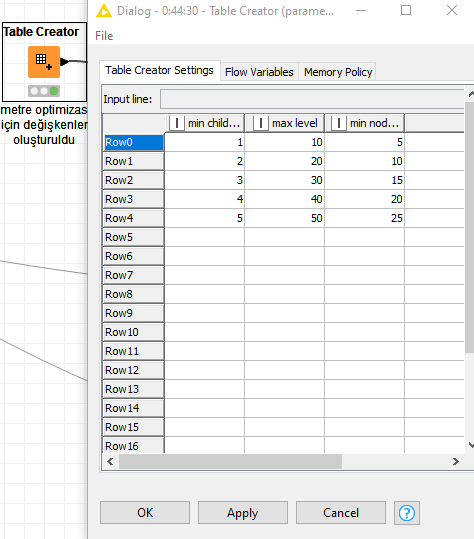 Table Creator
metre optimizas
için değişkenler
oluşturuldu
Dialog - 0:44:30 - Table Creator (parame...
File
Table Creator Settings Flow Variables Memory Policy
Input line:
I min child... I max level I min nod...
Row0 1 10 5
Row1 2 20 10
Row2 3 30 15
Row3 4 40 20
Row4 5 50 25
Row5
Row6
Row7
Row8
Row9
Row10
Row11
Row12
Row13
Row14
Row15
Row16
OK Apply Cancel ?